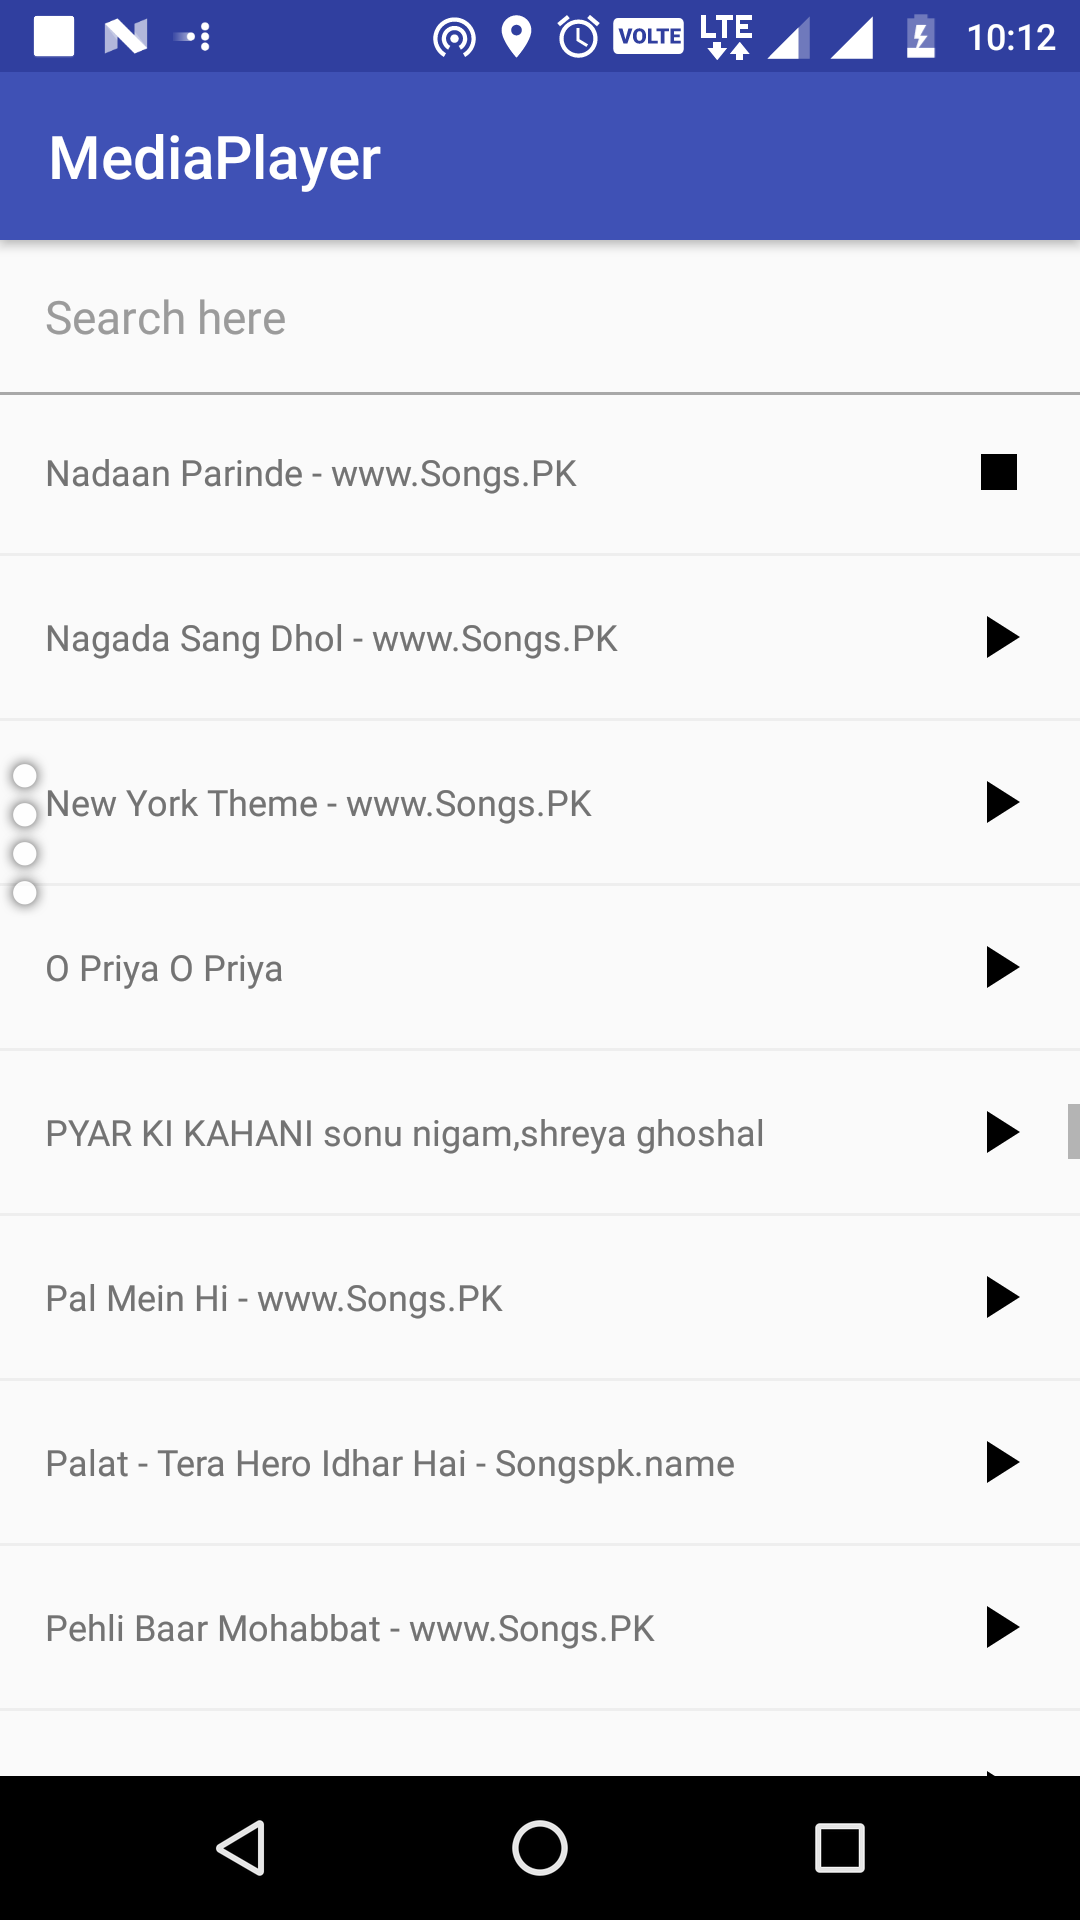 VOLTE LTE 10:12
MediaPlayer
Search here
Nadaan Parinde - www.Songs.PK
Nagada Sang Dhol - www.Songs.PK
New York Theme - www.Songs.PK
O Priya O Priya
PYAR KI KAHANI sonu nigam,shreya ghoshal
Pal Mein Hi - www.Songs.PK
Palat - Tera Hero Idhar Hai - Songspk.name
Pehli Baar Mohabbat - www.Songs.PK